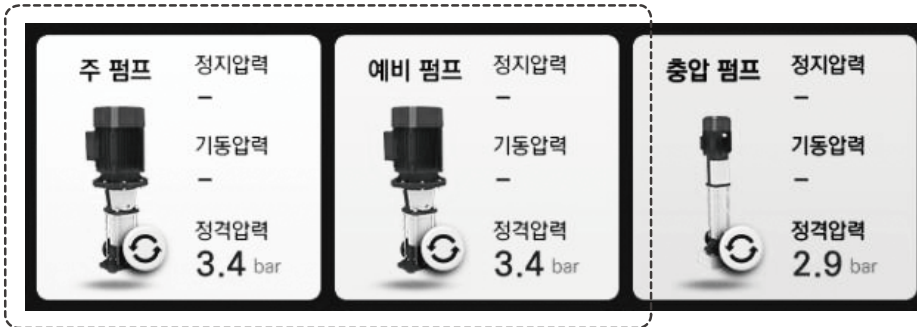 주 펌프
정지압력
–
기동압력
–
정격압력
3.4 bar
예비 펌프
정지압력
–
기동압력
–
정격압력
3.4 bar
충압 펌프
정지압력
–
기동압력
–
정격압력
2.9 bar